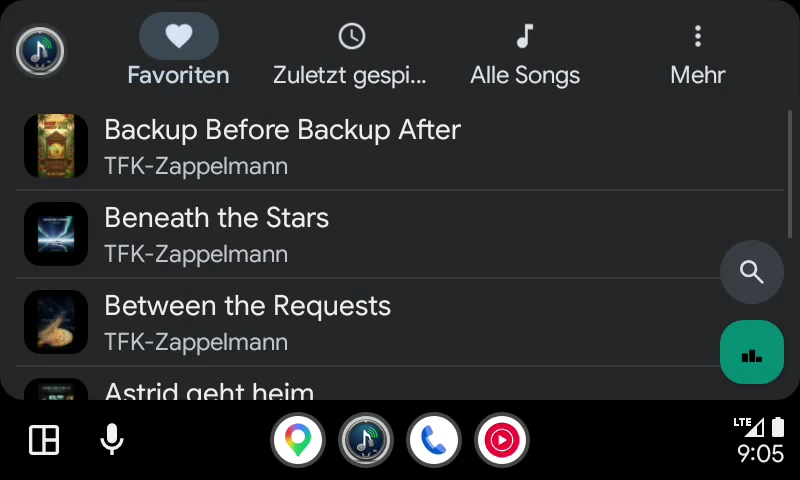 Favoriten
Zuletzt gespi...
Alle Songs
Mehr
Backup Before Backup After
TFK-Zappelmann
Beneath the Stars
TFK-Zappelmann
Between the Requests
TFK-Zappelmann
Astrid geht heim
LTE
9:05